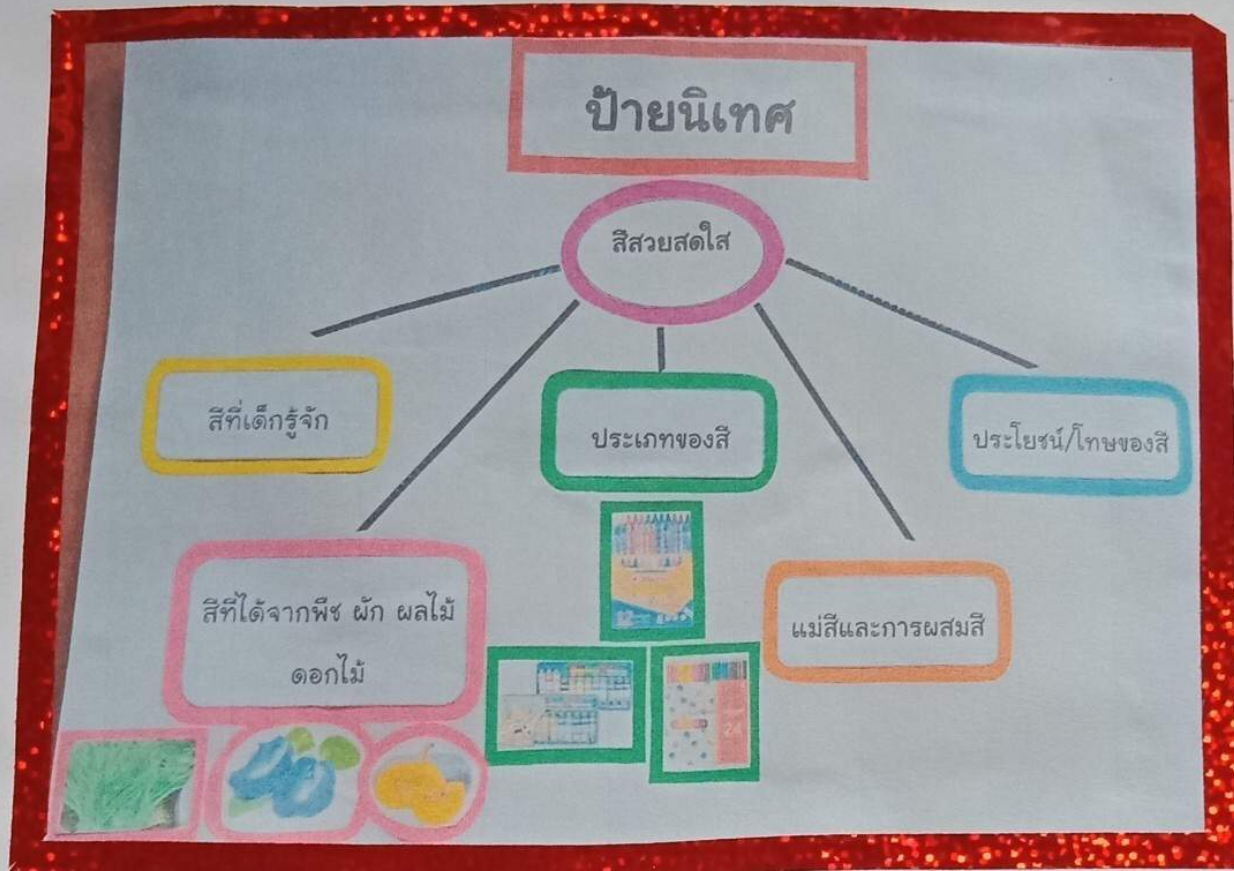 ป้ายนิเทศ
สีสวยสดใส
สีที่เด็กรู้จัก
ประเภทของสี
ประโยชน์/โทษของสี
สีที่ได้จากพืช ผัก ผลไม้
ดอกไม้
แม่สีและการผสมสี
24